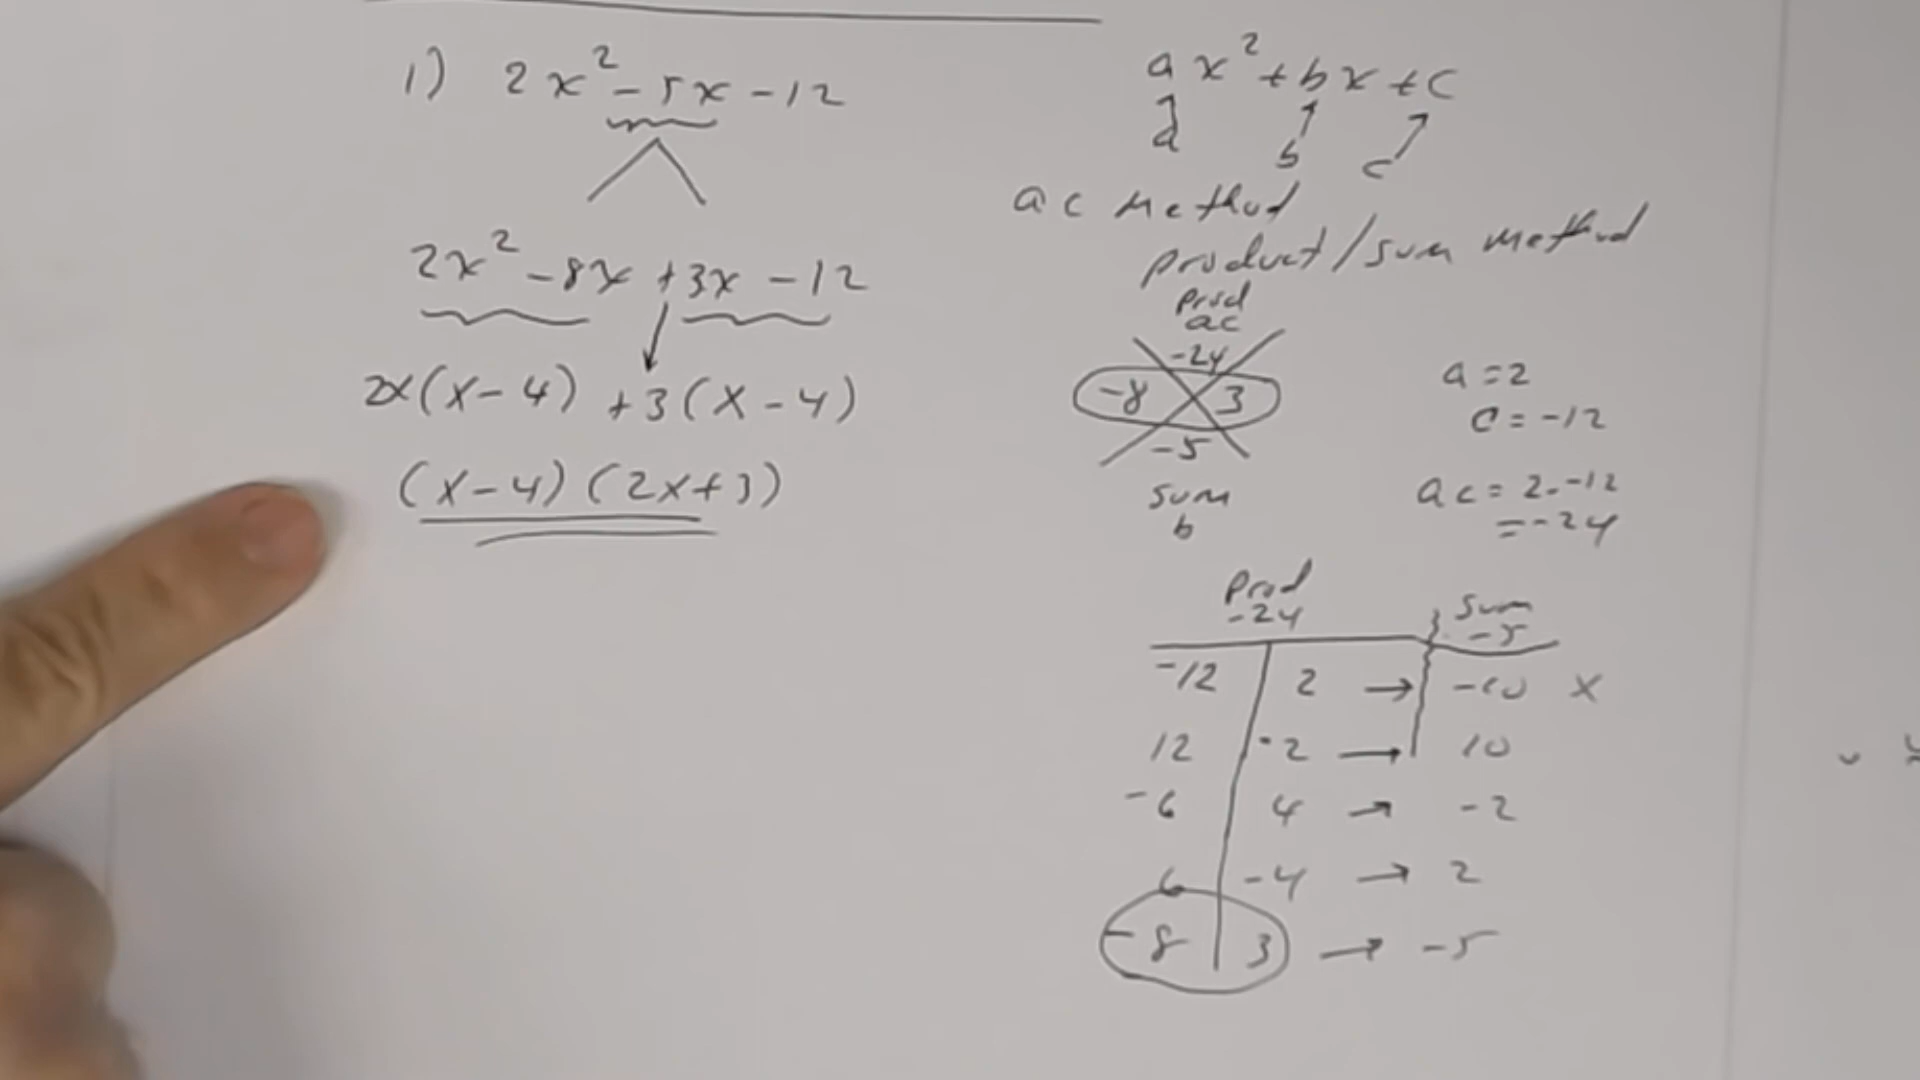 1) 2x² - 5x - 12
2x² - 8x + 3x - 12
2x(x - 4) + 3(x - 4)
(x - 4)(2x + 3)
ax² + bx + c
a b c
ac method
product/sum method
prod
ac
-24
-8 3
-5
sum
b
a = 2
c = -12
ac = 2·-12
= -24
Prod -24 sum -5
-12 2 → -10 x
12 -2 → 10
-6 4 → -2
6 -4 → 2
-8 3 → -5